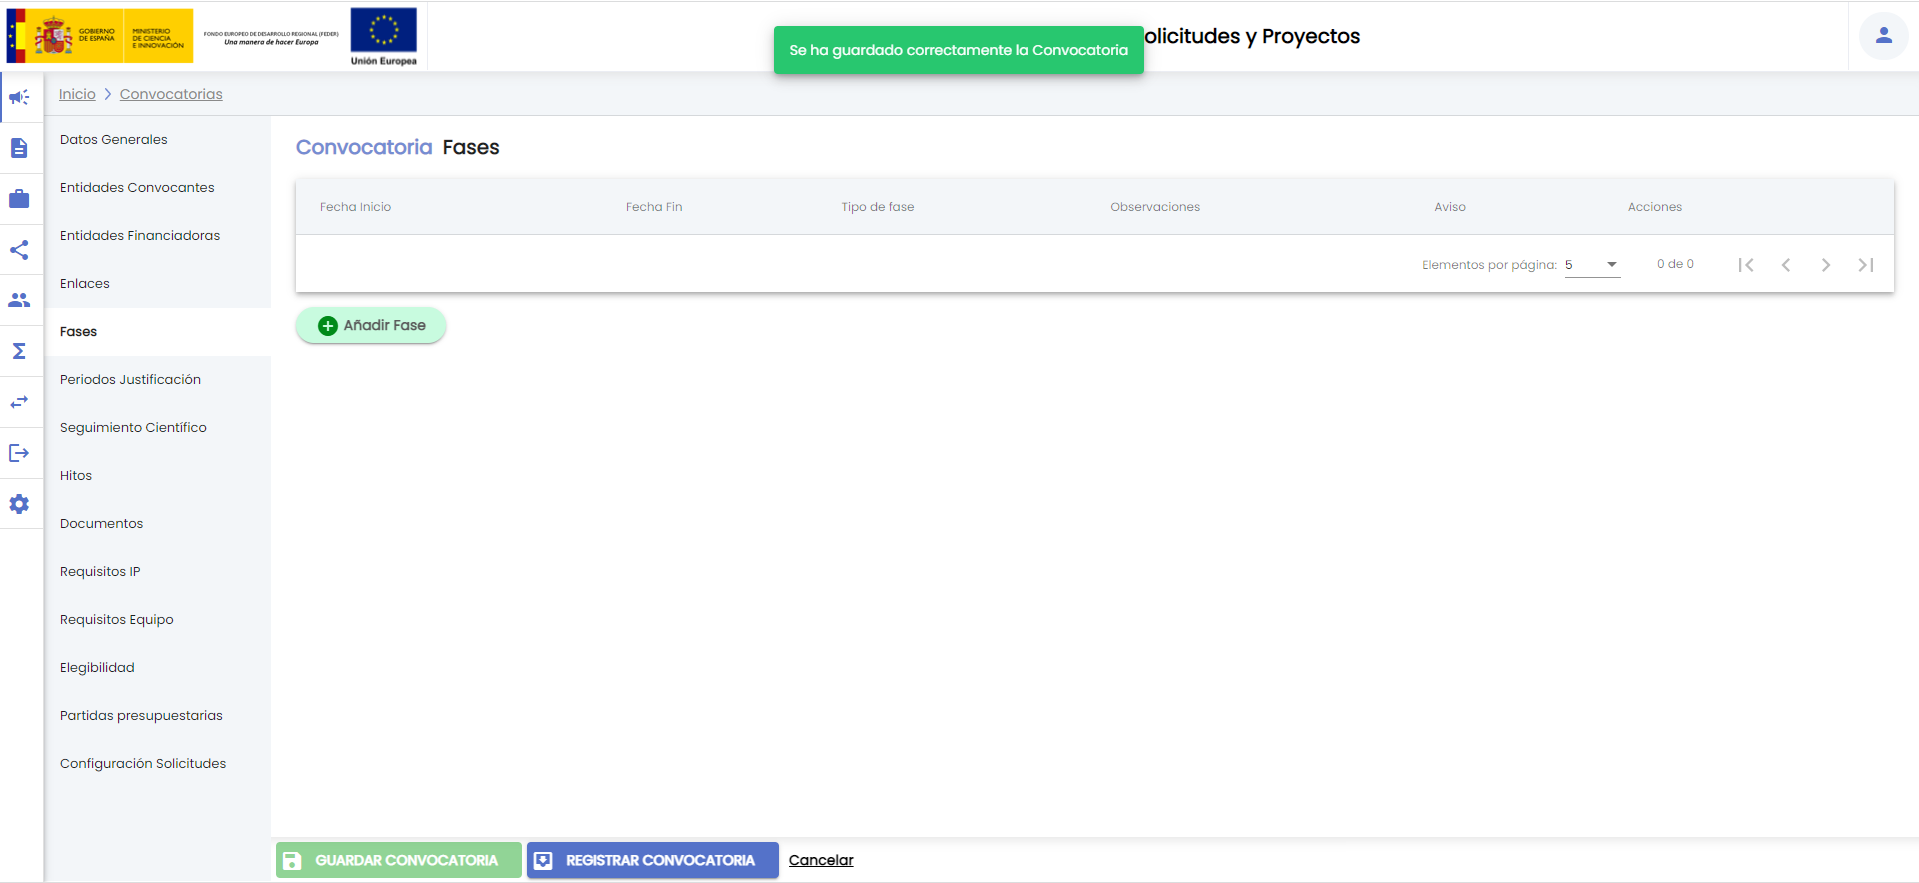 GOBIERNO
DE ESPAÑA
MINISTERIO
DE CIENCIA
E INNOVACIÓN
FONDO EUROPEO DE DESARROLLO REGIONAL (FEDER)
Una manera de hacer Europa
Unión Europea
Se ha guardado correctamente la Convocatoria
olicitudes y Proyectos
Inicio
Convocatorias
Datos Generales
Entidades Convocantes
Entidades Financiadoras
Enlaces
Fases
Periodos Justificación
Seguimiento Científico
Hitos
Documentos
Requisitos IP
Requisitos Equipo
Elegibilidad
Partidas presupuestarias
Configuración Solicitudes
Convocatoria Fases
Fecha Inicio Fecha Fin Tipo de fase Observaciones Aviso Acciones
Elementos por página: 5 0 de 0
Añadir Fase
GUARDAR CONVOCATORIA
REGISTRAR CONVOCATORIA
Cancelar